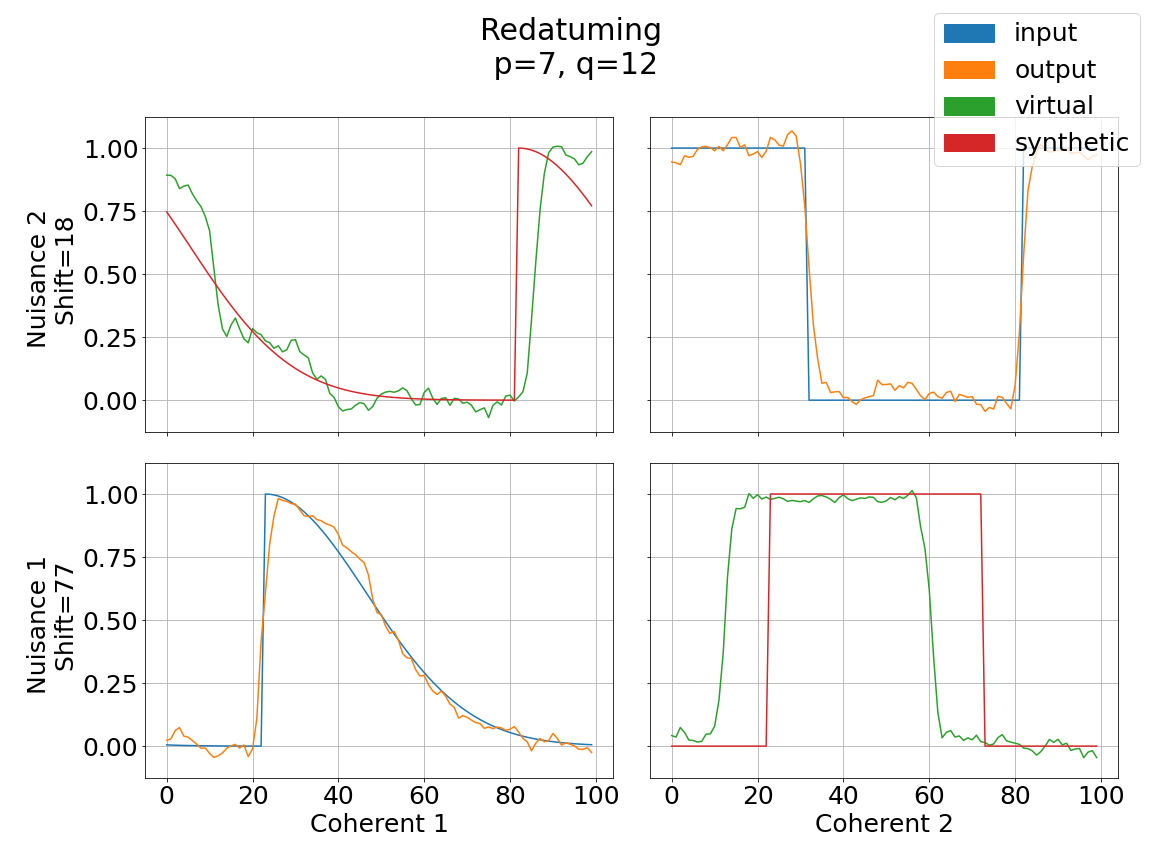 Redatuming
p=7, q=12
input
output
virtual
synthetic
Nuisance 2
Shift=18
1.00
0.75
0.50
0.25
0.00
Nuisance 1
Shift=77
1.00
0.75
0.50
0.25
0.00
0 20 40 60 80 100
0 20 40 60 80 100
Coherent 1
Coherent 2